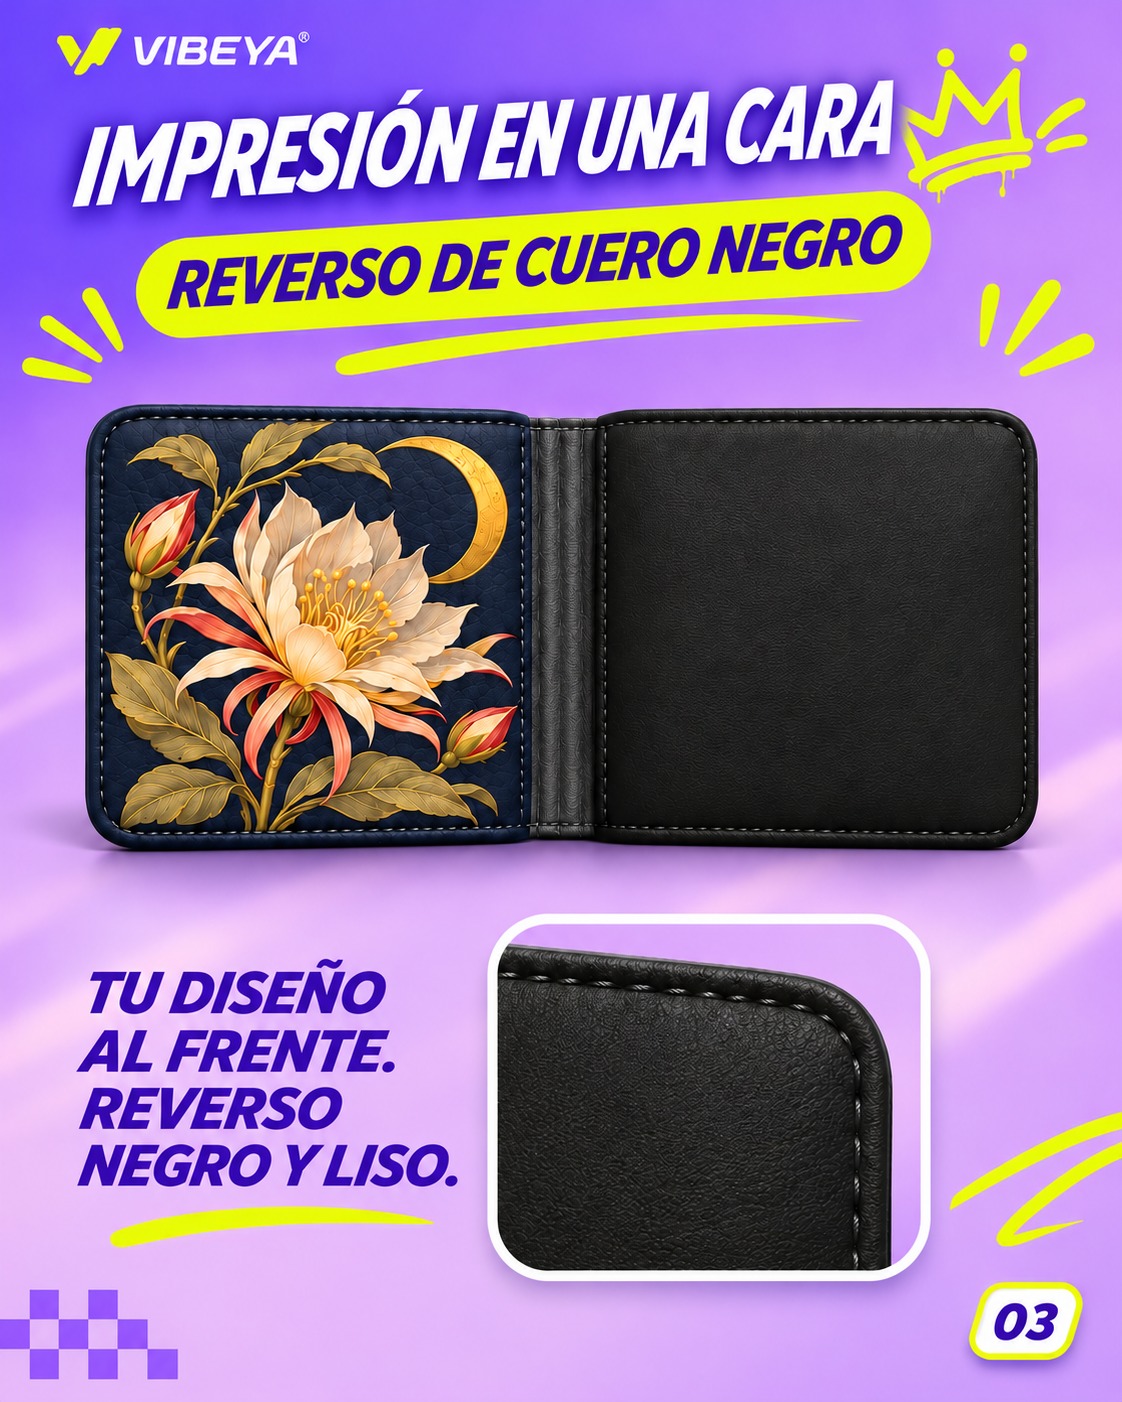 VIBEYA®
IMPRESIÓN EN UNA CARA
REVERSO DE CUERO NEGRO
TU DISEÑO
AL FRENTE.
REVERSO
NEGRO Y LISO.
03